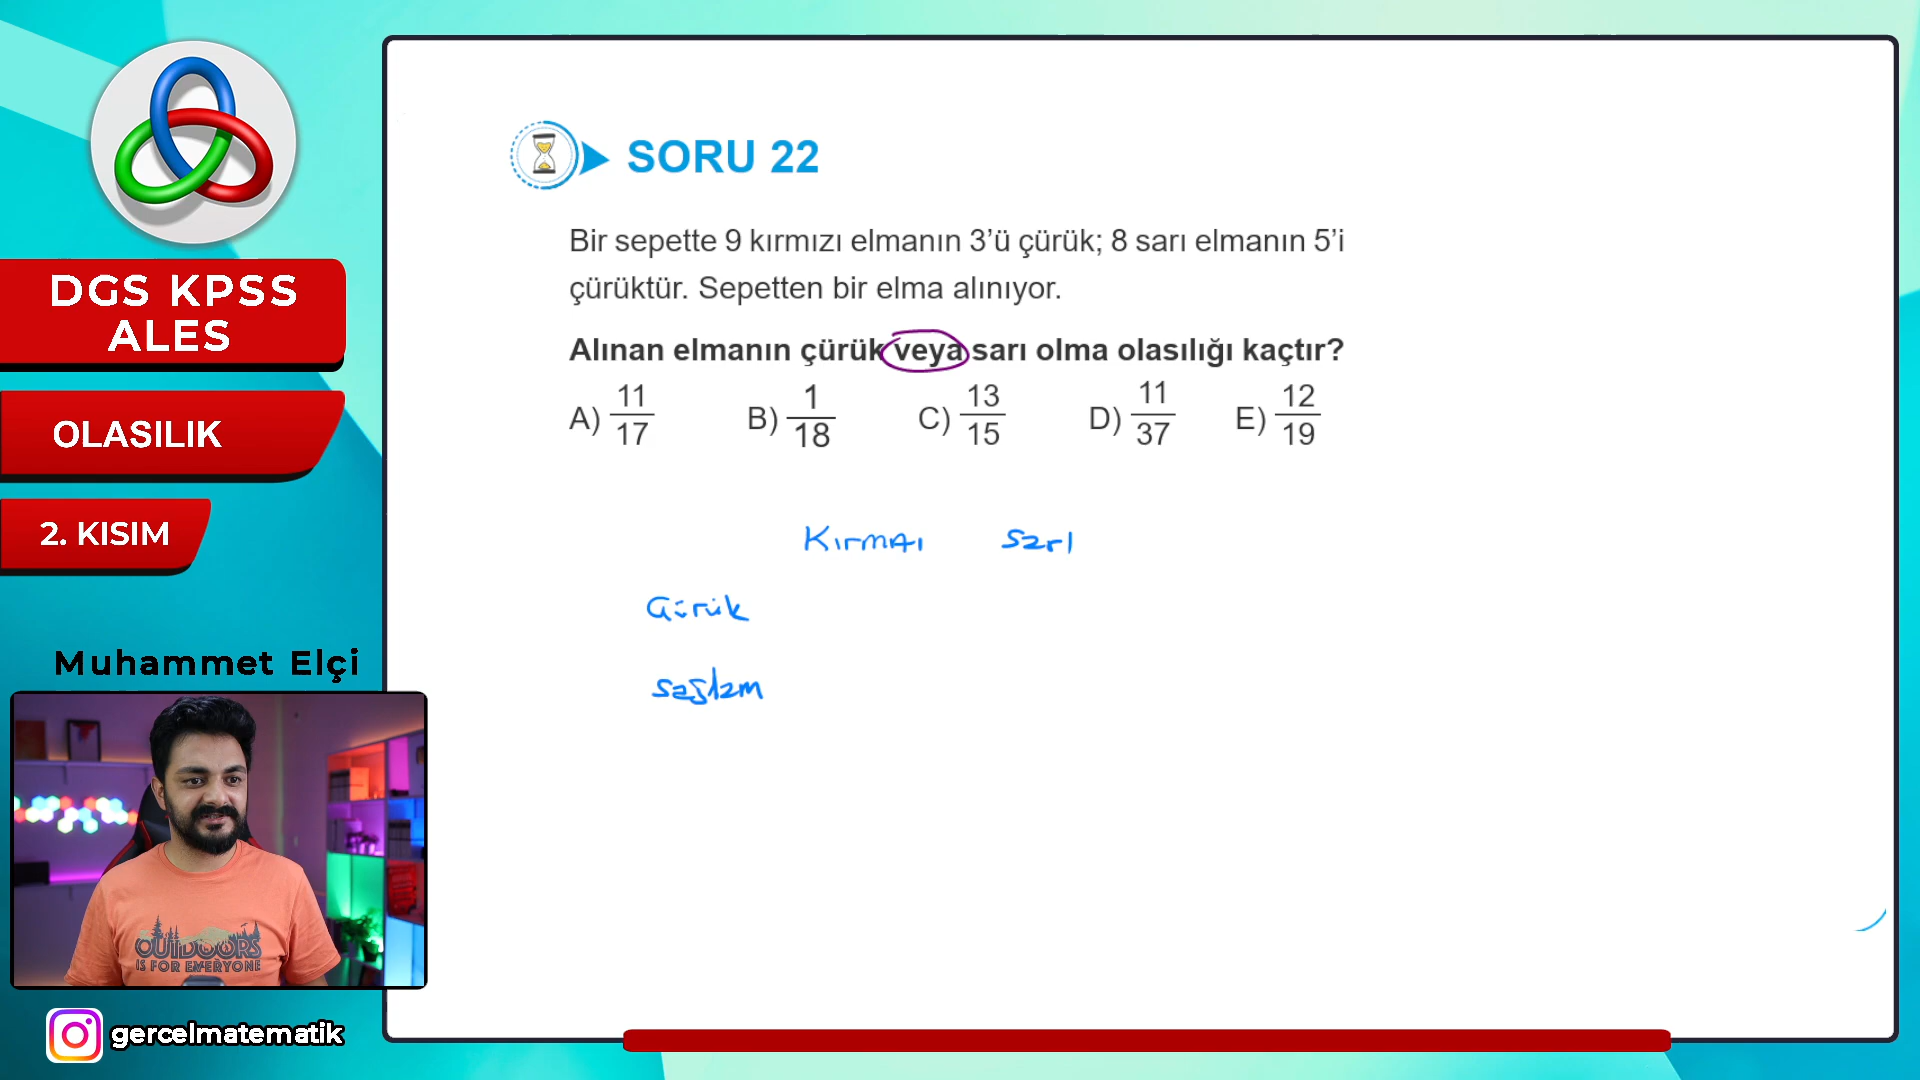 DGS KPSS
ALES
OLASILIK
2. KISIM
Muhammet Elçi
OUTDOORS
IS FOR EVERYONE
gercelmatematik
SORU 22
Bir sepette 9 kırmızı elmanın 3’ü çürük; 8 sarı elmanın 5’i
çürüktür. Sepetten bir elma alınıyor.
Alınan elmanın çürük veya sarı olma olasılığı kaçtır?
A) 11/17 B) 1/18 C) 13/15 D) 11/37 E) 12/19
Kırmızı sarı
Çürük
sağlam